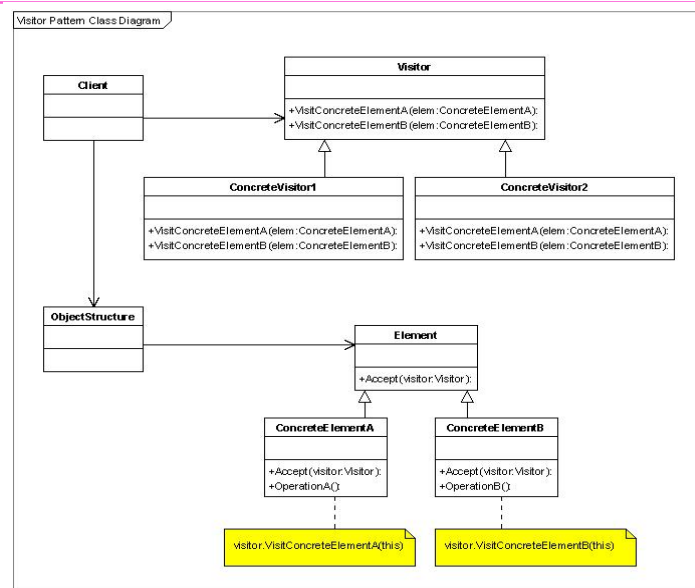 Visitor Pattern Class Diagram
Client
Visitor
+VisitConcreteElementA(elem:ConcreteElementA):
+VisitConcreteElementB(elem:ConcreteElementB):
ConcreteVisitor1
+VisitConcreteElementA(elem:ConcreteElementA):
+VisitConcreteElementB(elem:ConcreteElementB):
ConcreteVisitor2
+VisitConcreteElementA(elem:ConcreteElementA):
+VisitConcreteElementB(elem:ConcreteElementB):
ObjectStructure
Element
+Accept(visitor:Visitor):
ConcreteElementA
+Accept(visitor:Visitor):
+OperationA():
ConcreteElementB
+Accept(visitor:Visitor):
+OperationB():
visitor.VisitConcreteElementA(this)
visitor.VisitConcreteElementB(this)